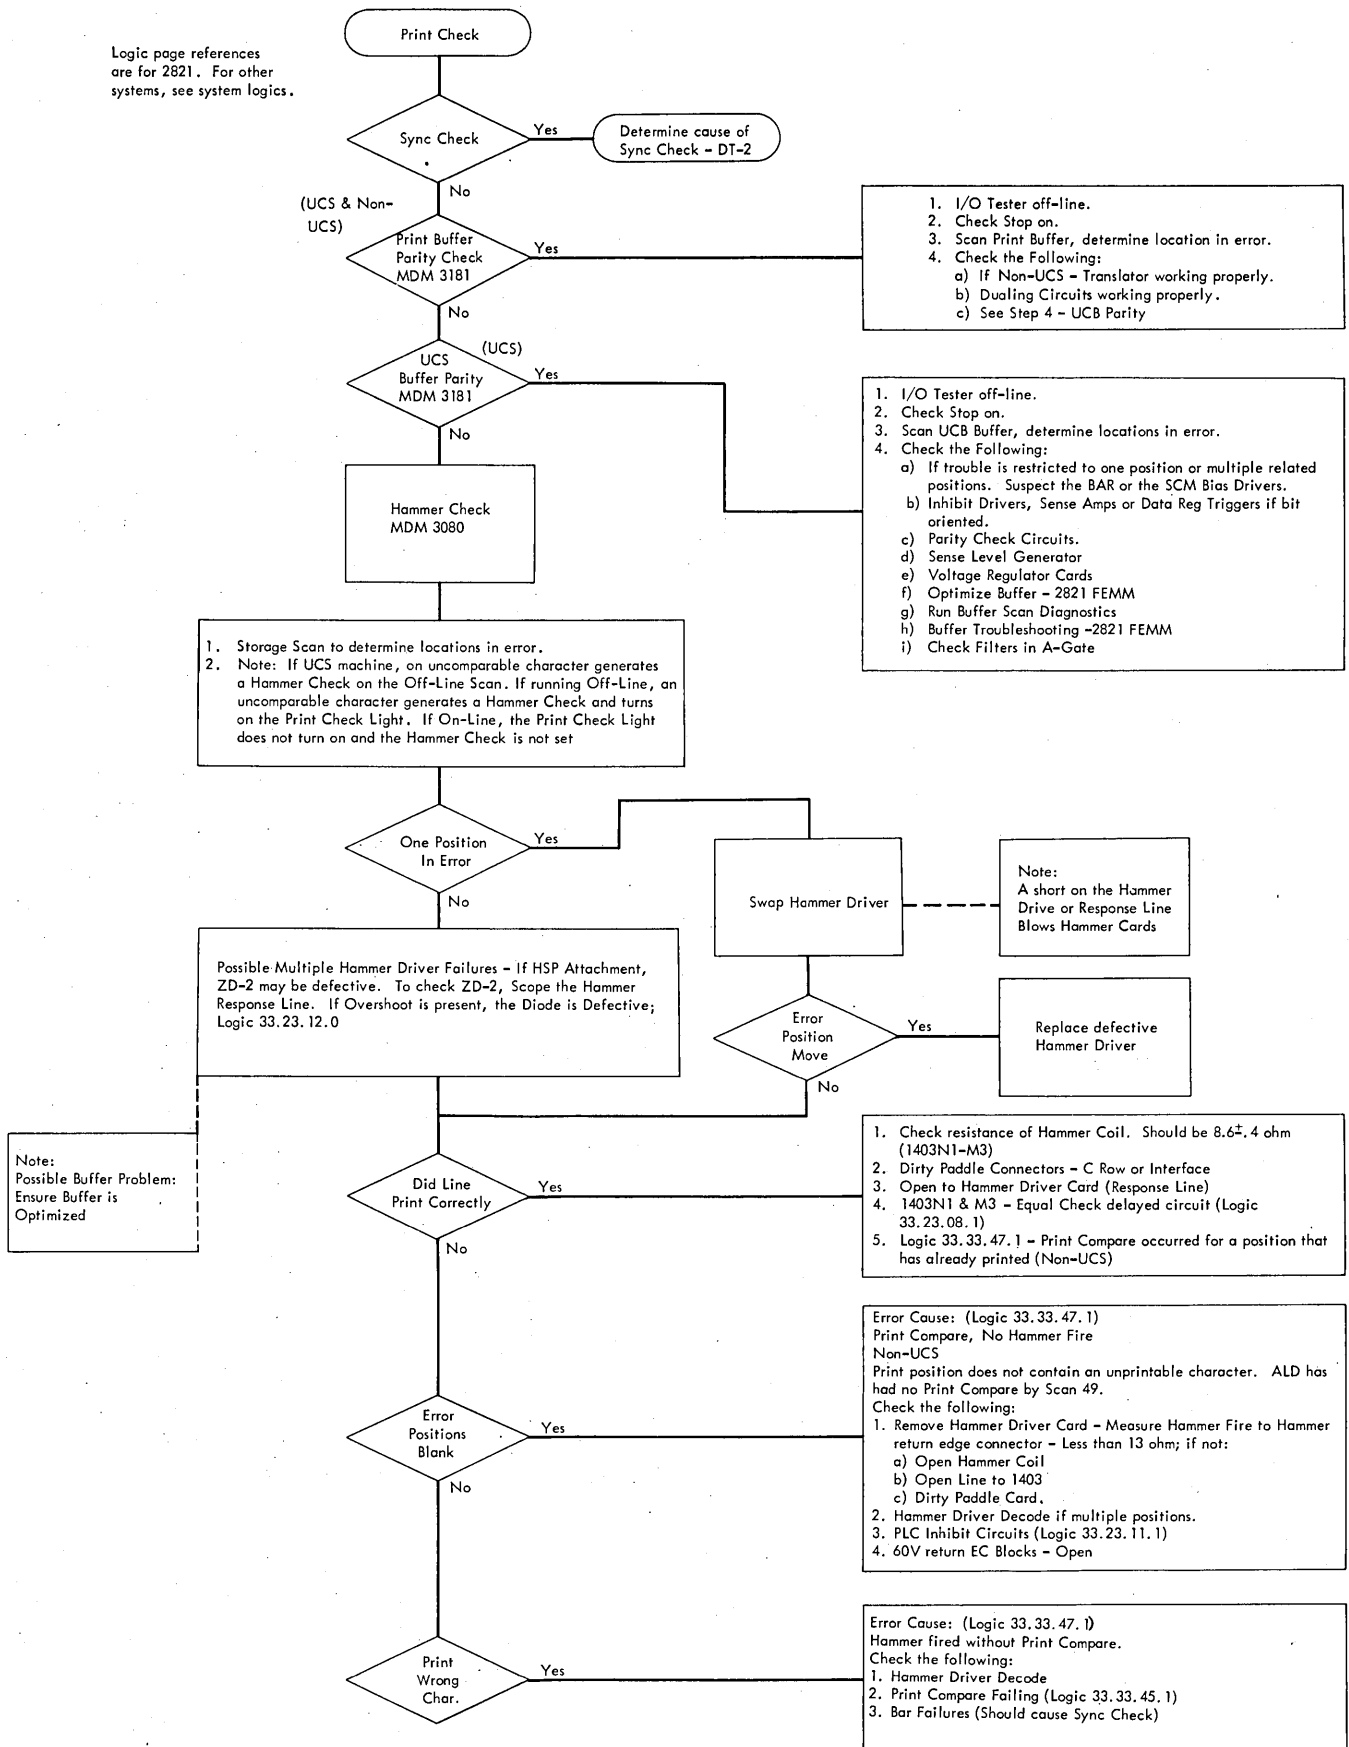 Print Check
Logic page references
are for 2821. For other
systems, see system logics.
Sync Check
Yes
Determine cause of
Sync Check - DT-2
No
(UCS & Non-
UCS)
Print Buffer
Parity Check
MDM 3181
Yes
1. I/O Tester off-line.
2. Check Stop on.
3. Scan Print Buffer, determine location in error.
4. Check the Following:
a) If Non-UCS - Translator working properly.
b) Dualing Circuits working properly.
c) See Step 4 - UCB Parity
No
(UCS)
UCS
Buffer Parity
MDM 3181
Yes
1. I/O Tester off-line.
2. Check Stop on.
3. Scan UCB Buffer, determine locations in error.
4. Check the Following:
a) If trouble is restricted to one position or multiple related
positions. Suspect the BAR or the SCM Bias Drivers.
b) Inhibit Drivers, Sense Amps or Data Reg Triggers if bit
oriented.
c) Parity Check Circuits.
d) Sense Level Generator
e) Voltage Regulator Cards
f) Optimize Buffer - 2821 FEMM
g) Run Buffer Scan Diagnostics
h) Buffer Troubleshooting -2821 FEMM
i) Check Filters in A-Gate
No
Hammer Check
MDM 3080
1. Storage Scan to determine locations in error.
2. Note: If UCS machine, on uncomparable character generates
a Hammer Check on the Off-Line Scan. If running Off-Line, an
uncomparable character generates a Hammer Check and turns
on the Print Check Light. If On-Line, the Print Check Light
does not turn on and the Hammer Check is not set
One Position
In Error
Yes
No
Swap Hammer Driver
Note:
A short on the Hammer
Drive or Response Line
Blows Hammer Cards
Possible Multiple Hammer Driver Failures - If HSP Attachment,
ZD-2 may be defective. To check ZD-2, Scope the Hammer
Response Line. If Overshoot is present, the Diode is Defective;
Logic 33.23.12.0
Error
Position
Move
Yes
Replace defective
Hammer Driver
No
Note:
Possible Buffer Problem:
Ensure Buffer is
Optimized
Did Line
Print Correctly
Yes
1. Check resistance of Hammer Coil. Should be 8.6±.4 ohm
(1403N1-M3)
2. Dirty Paddle Connectors - C Row or Interface
3. Open to Hammer Driver Card (Response Line)
4. 1403N1 & M3 - Equal Check delayed circuit (Logic
33.23.08.1)
5. Logic 33.33.47.1 - Print Compare occurred for a position that
has already printed (Non-UCS)
No
Error
Positions
Blank
Yes
Error Cause: (Logic 33.33.47.1)
Print Compare, No Hammer Fire
Non-UCS
Print position does not contain an unprintable character. ALD has
had no Print Compare by Scan 49.
Check the following:
1. Remove Hammer Driver Card - Measure Hammer Fire to Hammer
return edge connector - Less than 13 ohm; if not:
a) Open Hammer Coil
b) Open Line to 1403
c) Dirty Paddle Card.
2. Hammer Driver Decode if multiple positions.
3. PLC Inhibit Circuits (Logic 33.23.11.1)
4. 60V return EC Blocks - Open
No
Print
Wrong
Char.
Yes
Error Cause: (Logic 33.33.47.1)
Hammer fired without Print Compare.
Check the following:
1. Hammer Driver Decode
2. Print Compare Failing (Logic 33.33.45.1)
3. Bar Failures (Should cause Sync Check)